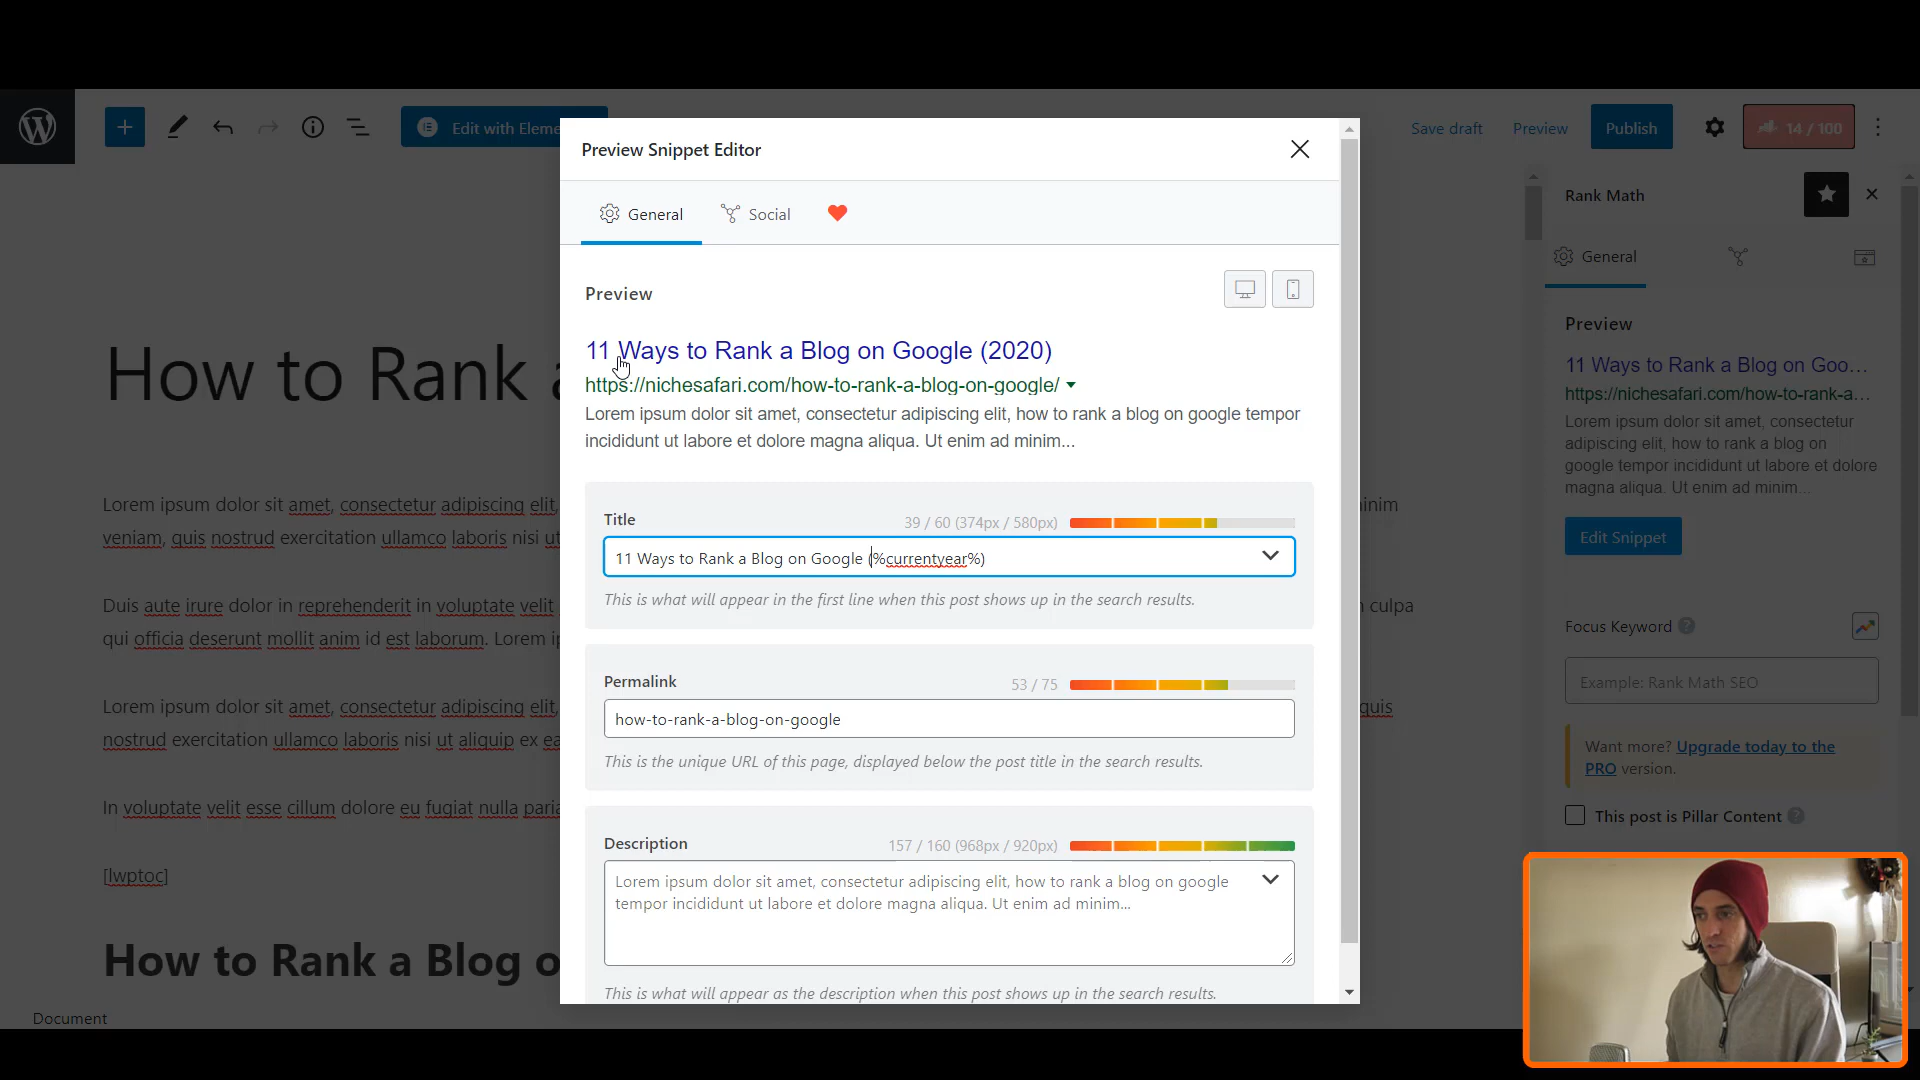 Edit with Eleme
Save draft
Preview
Publish
14 / 100
Preview Snippet Editor
General
Social
Preview
11 Ways to Rank a Blog on Google (2020)
https://nichesafari.com/how-to-rank-a-blog-on-google/
Lorem ipsum dolor sit amet, consectetur adipiscing elit, how to rank a blog on google tempor
incididunt ut labore et dolore magna aliqua. Ut enim ad minim...
Title
39 / 60 (374px / 580px)
11 Ways to Rank a Blog on Google (%currentyear%)
This is what will appear in the first line when this post shows up in the search results.
Permalink
53 / 75
how-to-rank-a-blog-on-google
This is the unique URL of this page, displayed below the post title in the search results.
Description
157 / 160 (968px / 920px)
Lorem ipsum dolor sit amet, consectetur adipiscing elit, how to rank a blog on google
tempor incididunt ut labore et dolore magna aliqua. Ut enim ad minim...
This is what will appear as the description when this post shows up in the search results.
How to Rank
Lorem ipsum dolor sit amet, consectetur adipiscing elit,
inim
veniam, quis nostrud exercitation ullamco laboris nisi ut
Duis aute irure dolor in reprehenderit in voluptate velit
culpa
qui officia deserunt mollit anim id est laborum. Lorem ip
Lorem ipsum dolor sit amet, consectetur adipiscing elit,
quis
nostrud exercitation ullamco laboris nisi ut aliquip ex ea
In voluptate velit esse cillum dolore eu fugiat nulla paria
[lwptoc]
How to Rank a Blog o
Document
Rank Math
General
Preview
11 Ways to Rank a Blog on Goo...
https://nichesafari.com/how-to-rank-a...
Lorem ipsum dolor sit amet, consectetur
adipiscing elit, how to rank a blog on
google tempor incididunt ut labore et dolore
magna aliqua. Ut enim ad minim...
Edit Snippet
Focus Keyword
Example: Rank Math SEO
Want more? Upgrade today to the
PRO version.
This post is Pillar Content